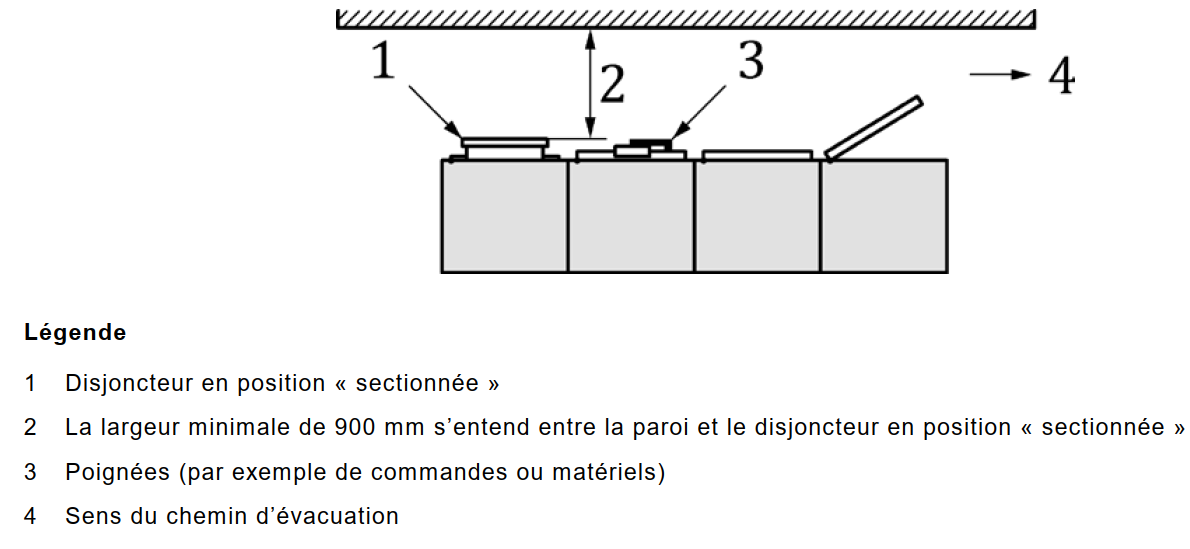 1
2
3
4
Légende
1 Disjoncteur en position « sectionnée »
2 La largeur minimale de 900 mm s’entend entre la paroi et le disjoncteur en position « sectionnée »
3 Poignées (par exemple de commandes ou matériels)
4 Sens du chemin d’évacuation